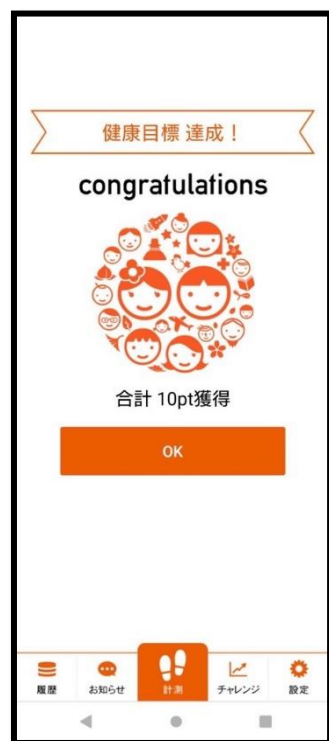 健康目標 達成！
congratulations
合計 10pt獲得
OK
履歴
お知らせ
計測
チャレンジ
設定